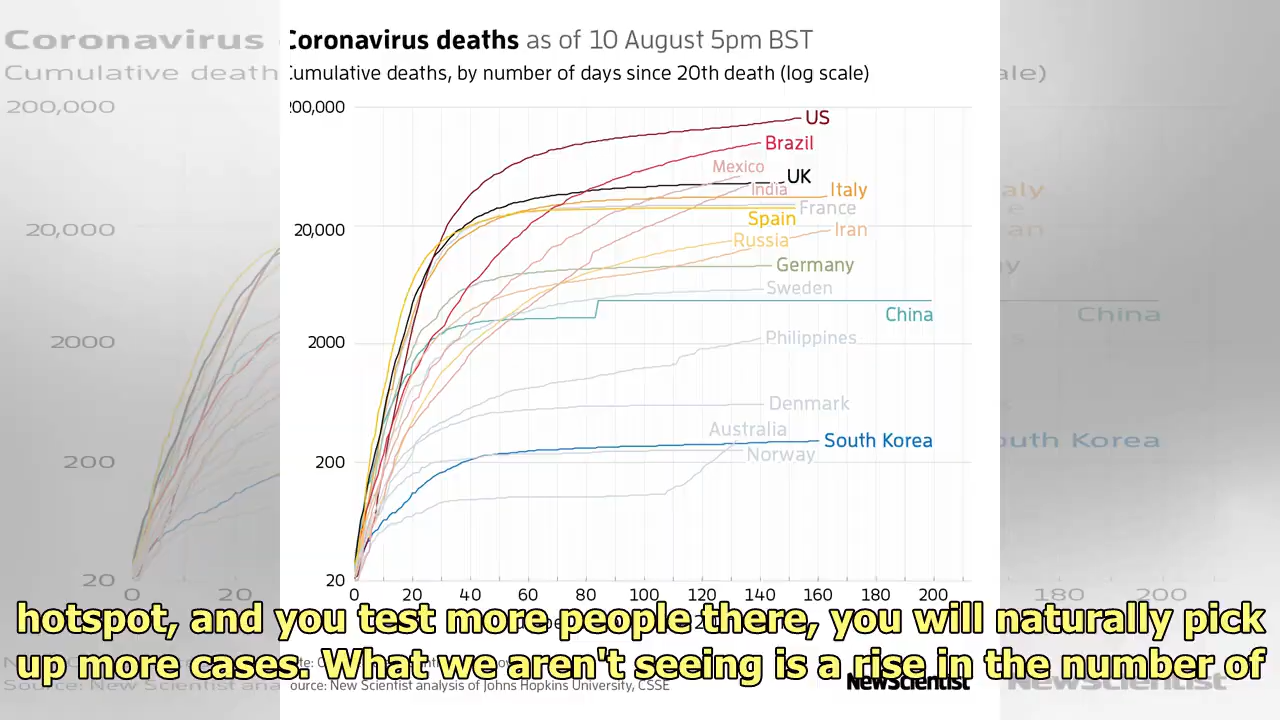 Coronavirus deaths as of 10 August 5pm BST
Cumulative deaths, by number of days since 20th death (log scale)
200,000
US
Brazil
Mexico
UK
India
Italy
France
Spain
20,000
Iran
Russia
Germany
Sweden
China
2000
Philippines
Denmark
Australia
South Korea
Norway
200
20
0 20 40 60 80 100 120 140 160 180 200
hotspot, and you test more people there, you will naturally pick
up more cases. What we aren't seeing is a rise in the number of
Source: New Scientist analysis of Johns Hopkins University, CSSE
NewScientist